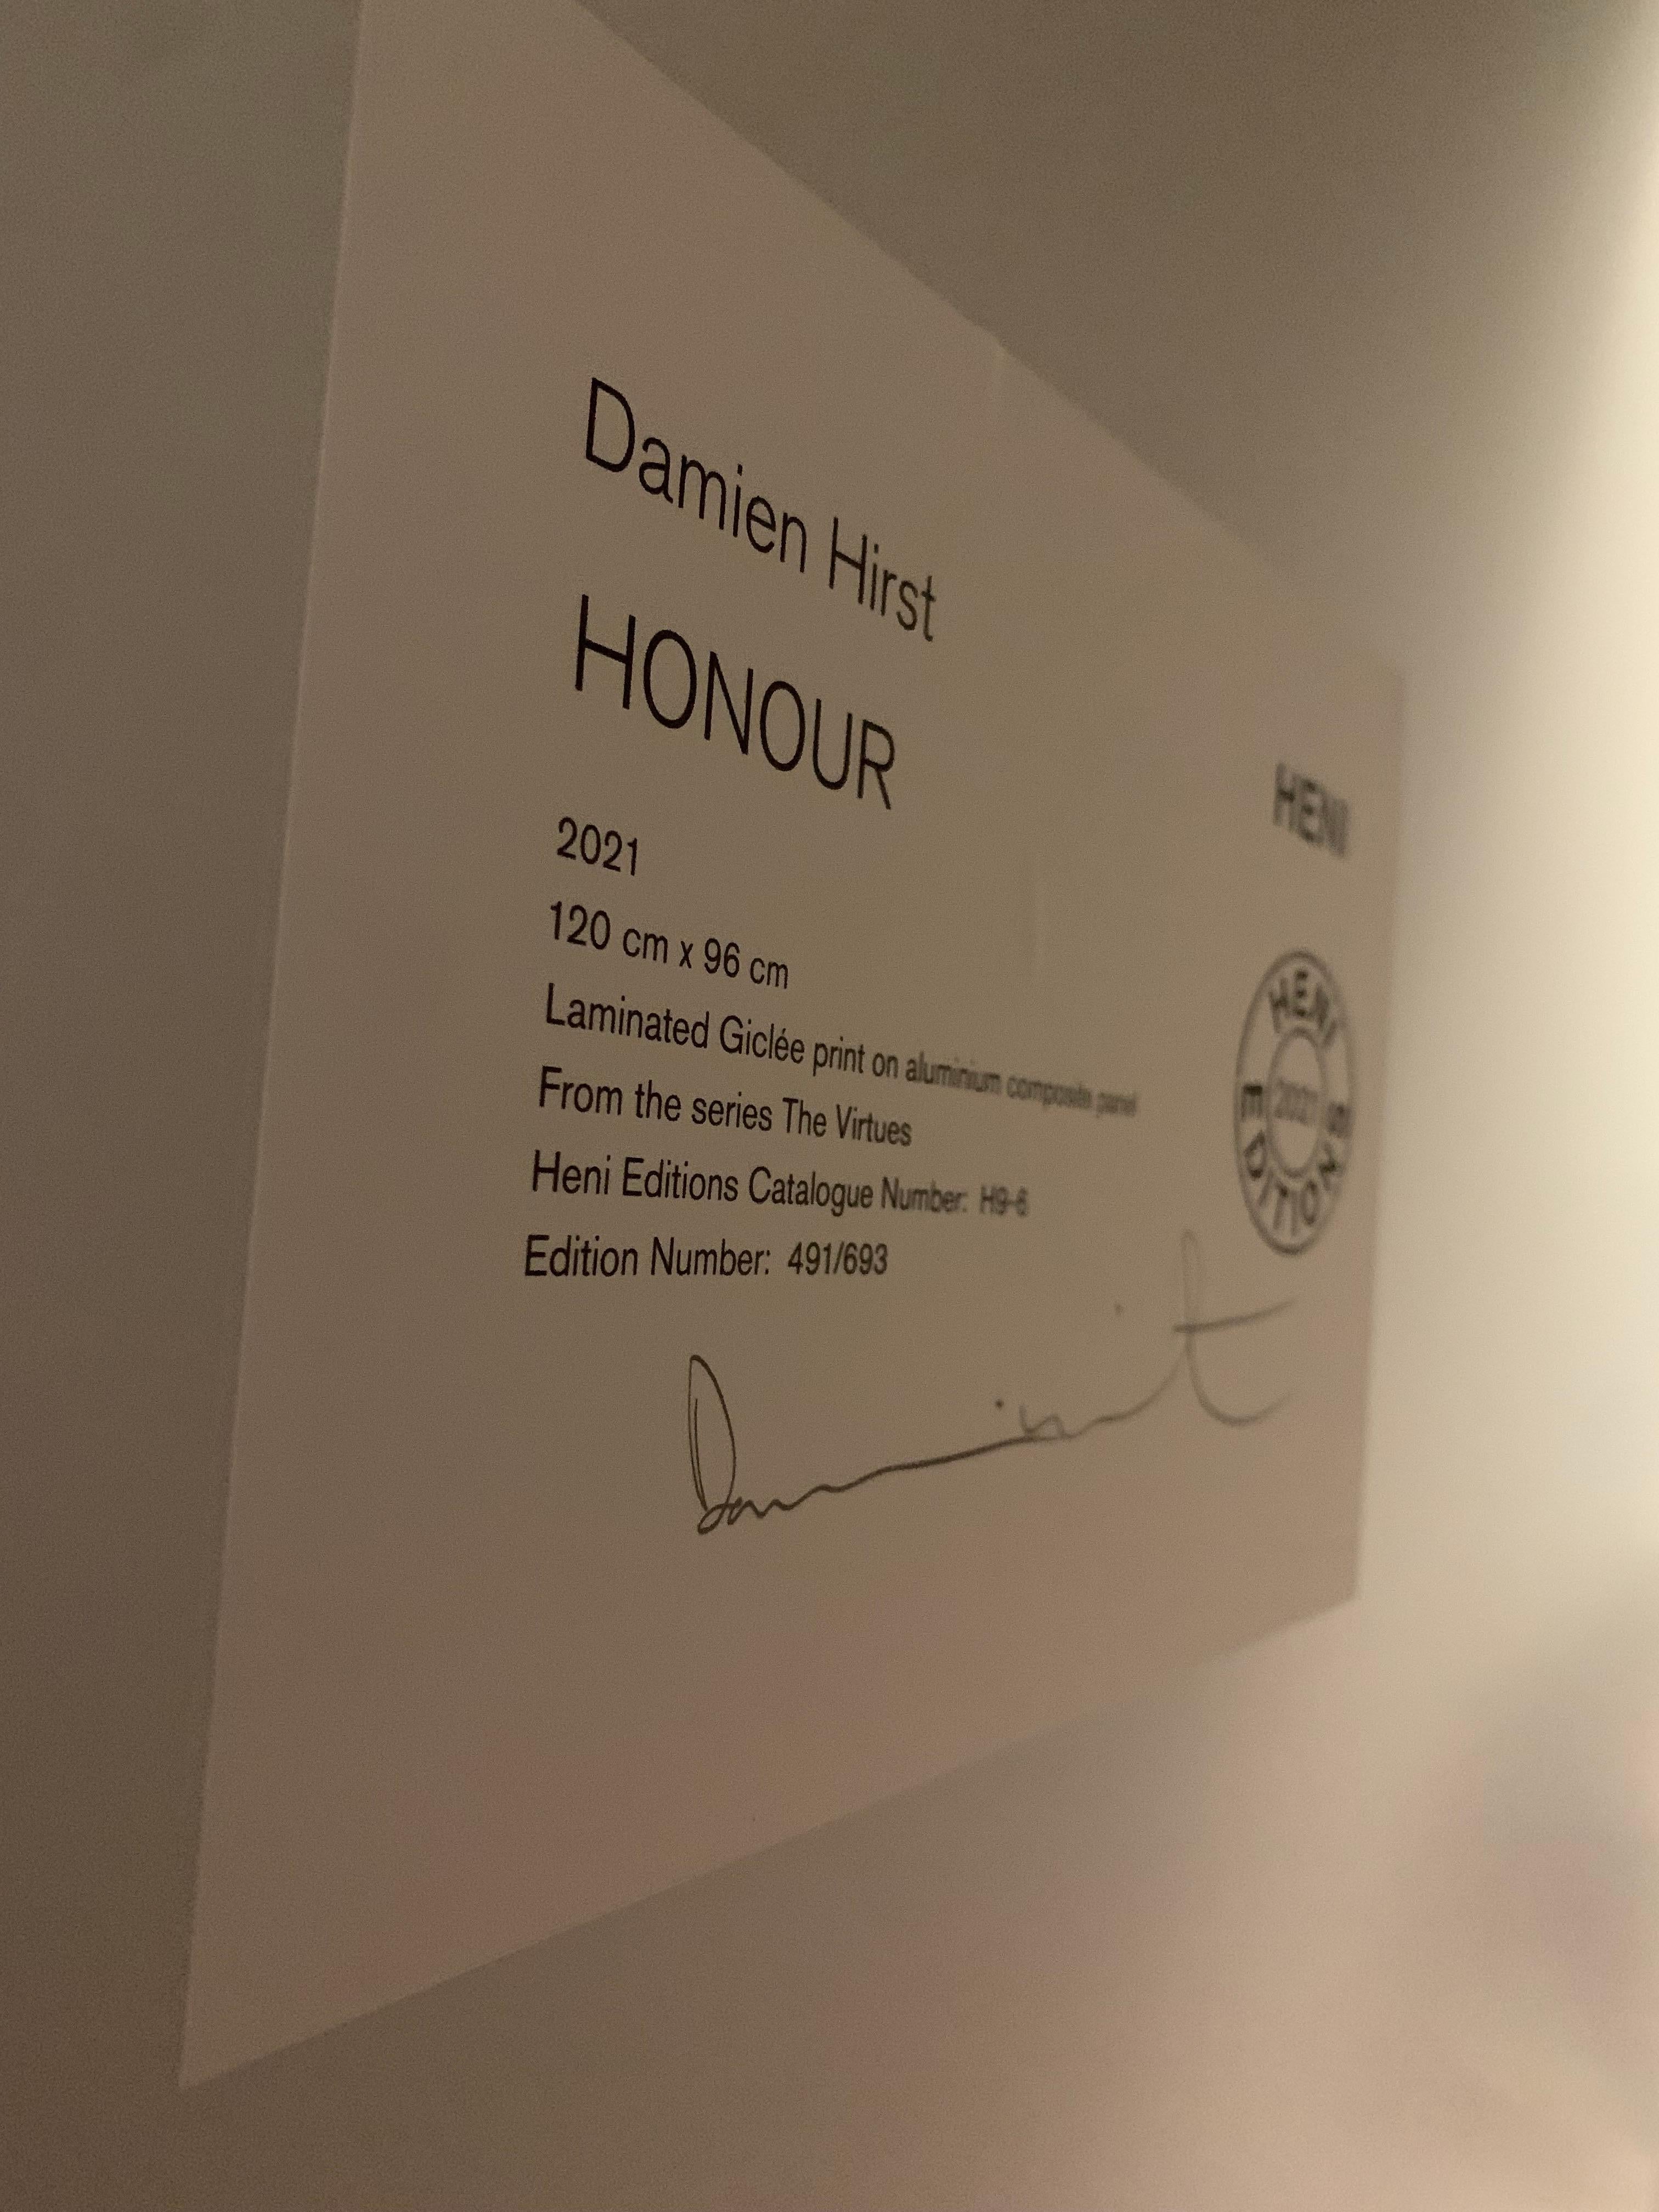 Damien Hirst
HONOUR
2021
120 cm x 96 cm
Laminated Giclée print on aluminium composite panel
From the series The Virtues
Heni Editions Catalogue Number: H9-6
Edition Number: 491/693
HENI
HENI EDITIONS
2021